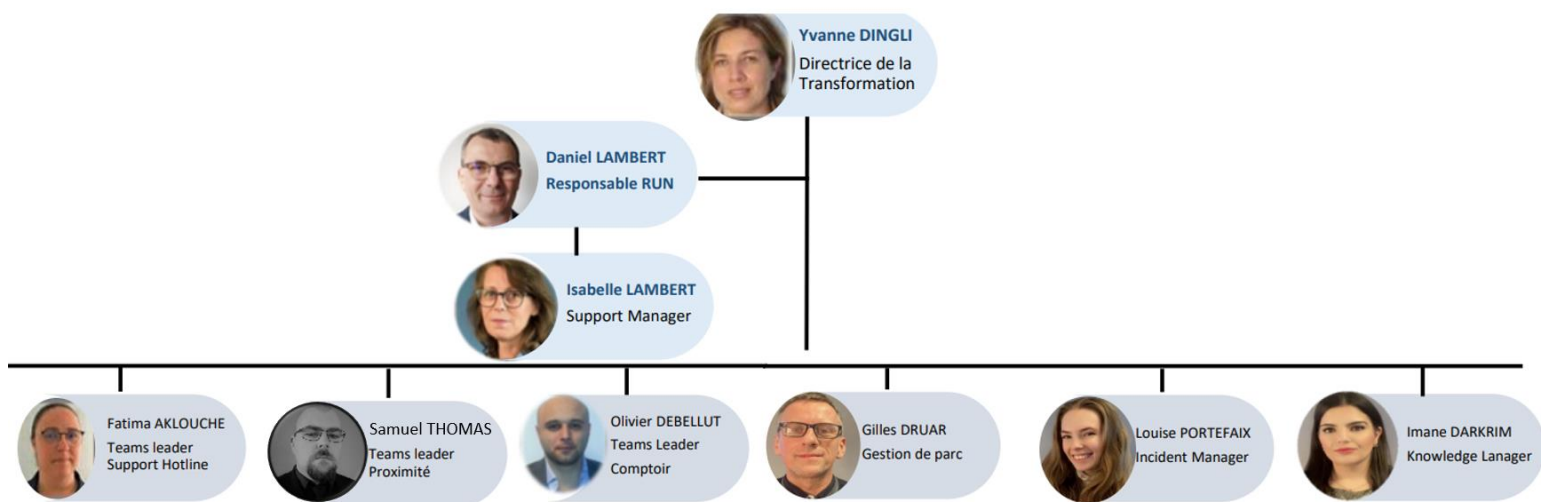 Yvanne DINGLI
Directrice de la
Transformation
Daniel LAMBERT
Responsable RUN
Isabelle LAMBERT
Support Manager
Fatima AKLOUCHE
Teams leader
Support Hotline
Samuel THOMAS
Teams leader
Proximité
Olivier DEBELLUT
Teams Leader
Comptoir
Gilles DRUAR
Gestion de parc
Louise PORTEFAIX
Incident Manager
Imane DARKRIM
Knowledge Lanager